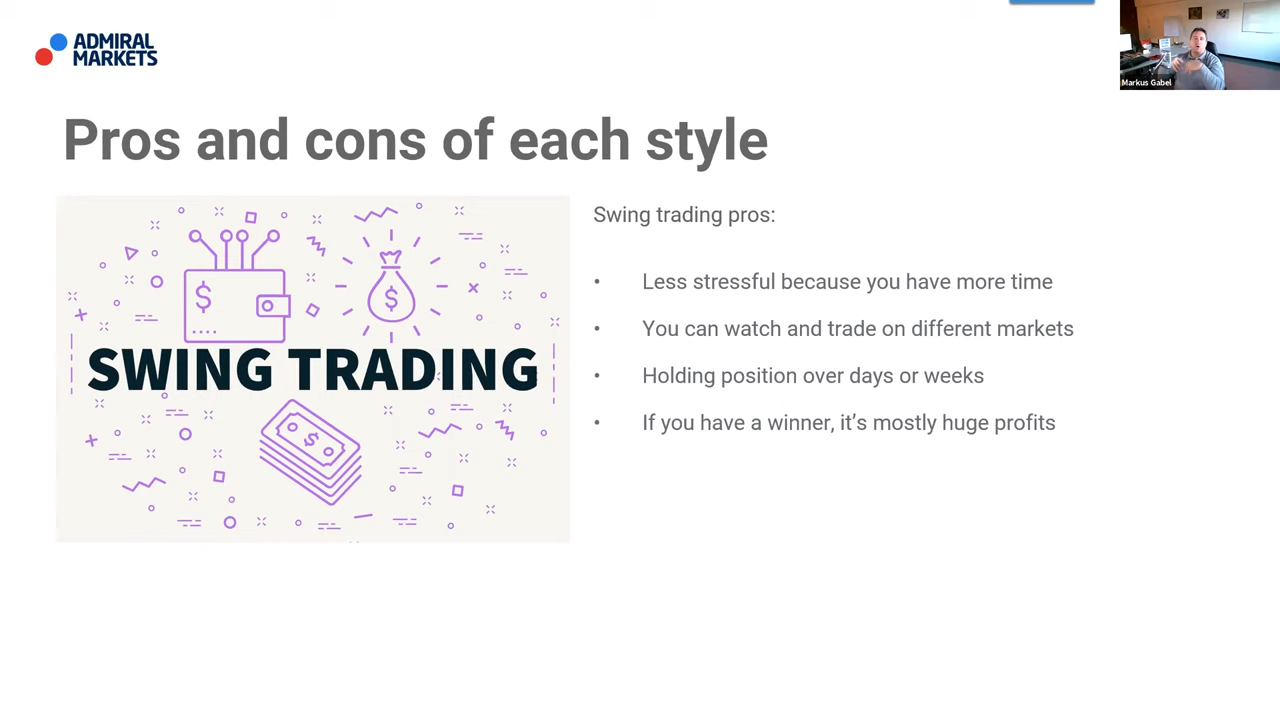 ADMIRAL
MARKETS
Markus Gabel
Pros and cons of each style
$
$
SWING TRADING
$
Swing trading pros:
• Less stressful because you have more time
• You can watch and trade on different markets
• Holding position over days or weeks
• If you have a winner, it’s mostly huge profits